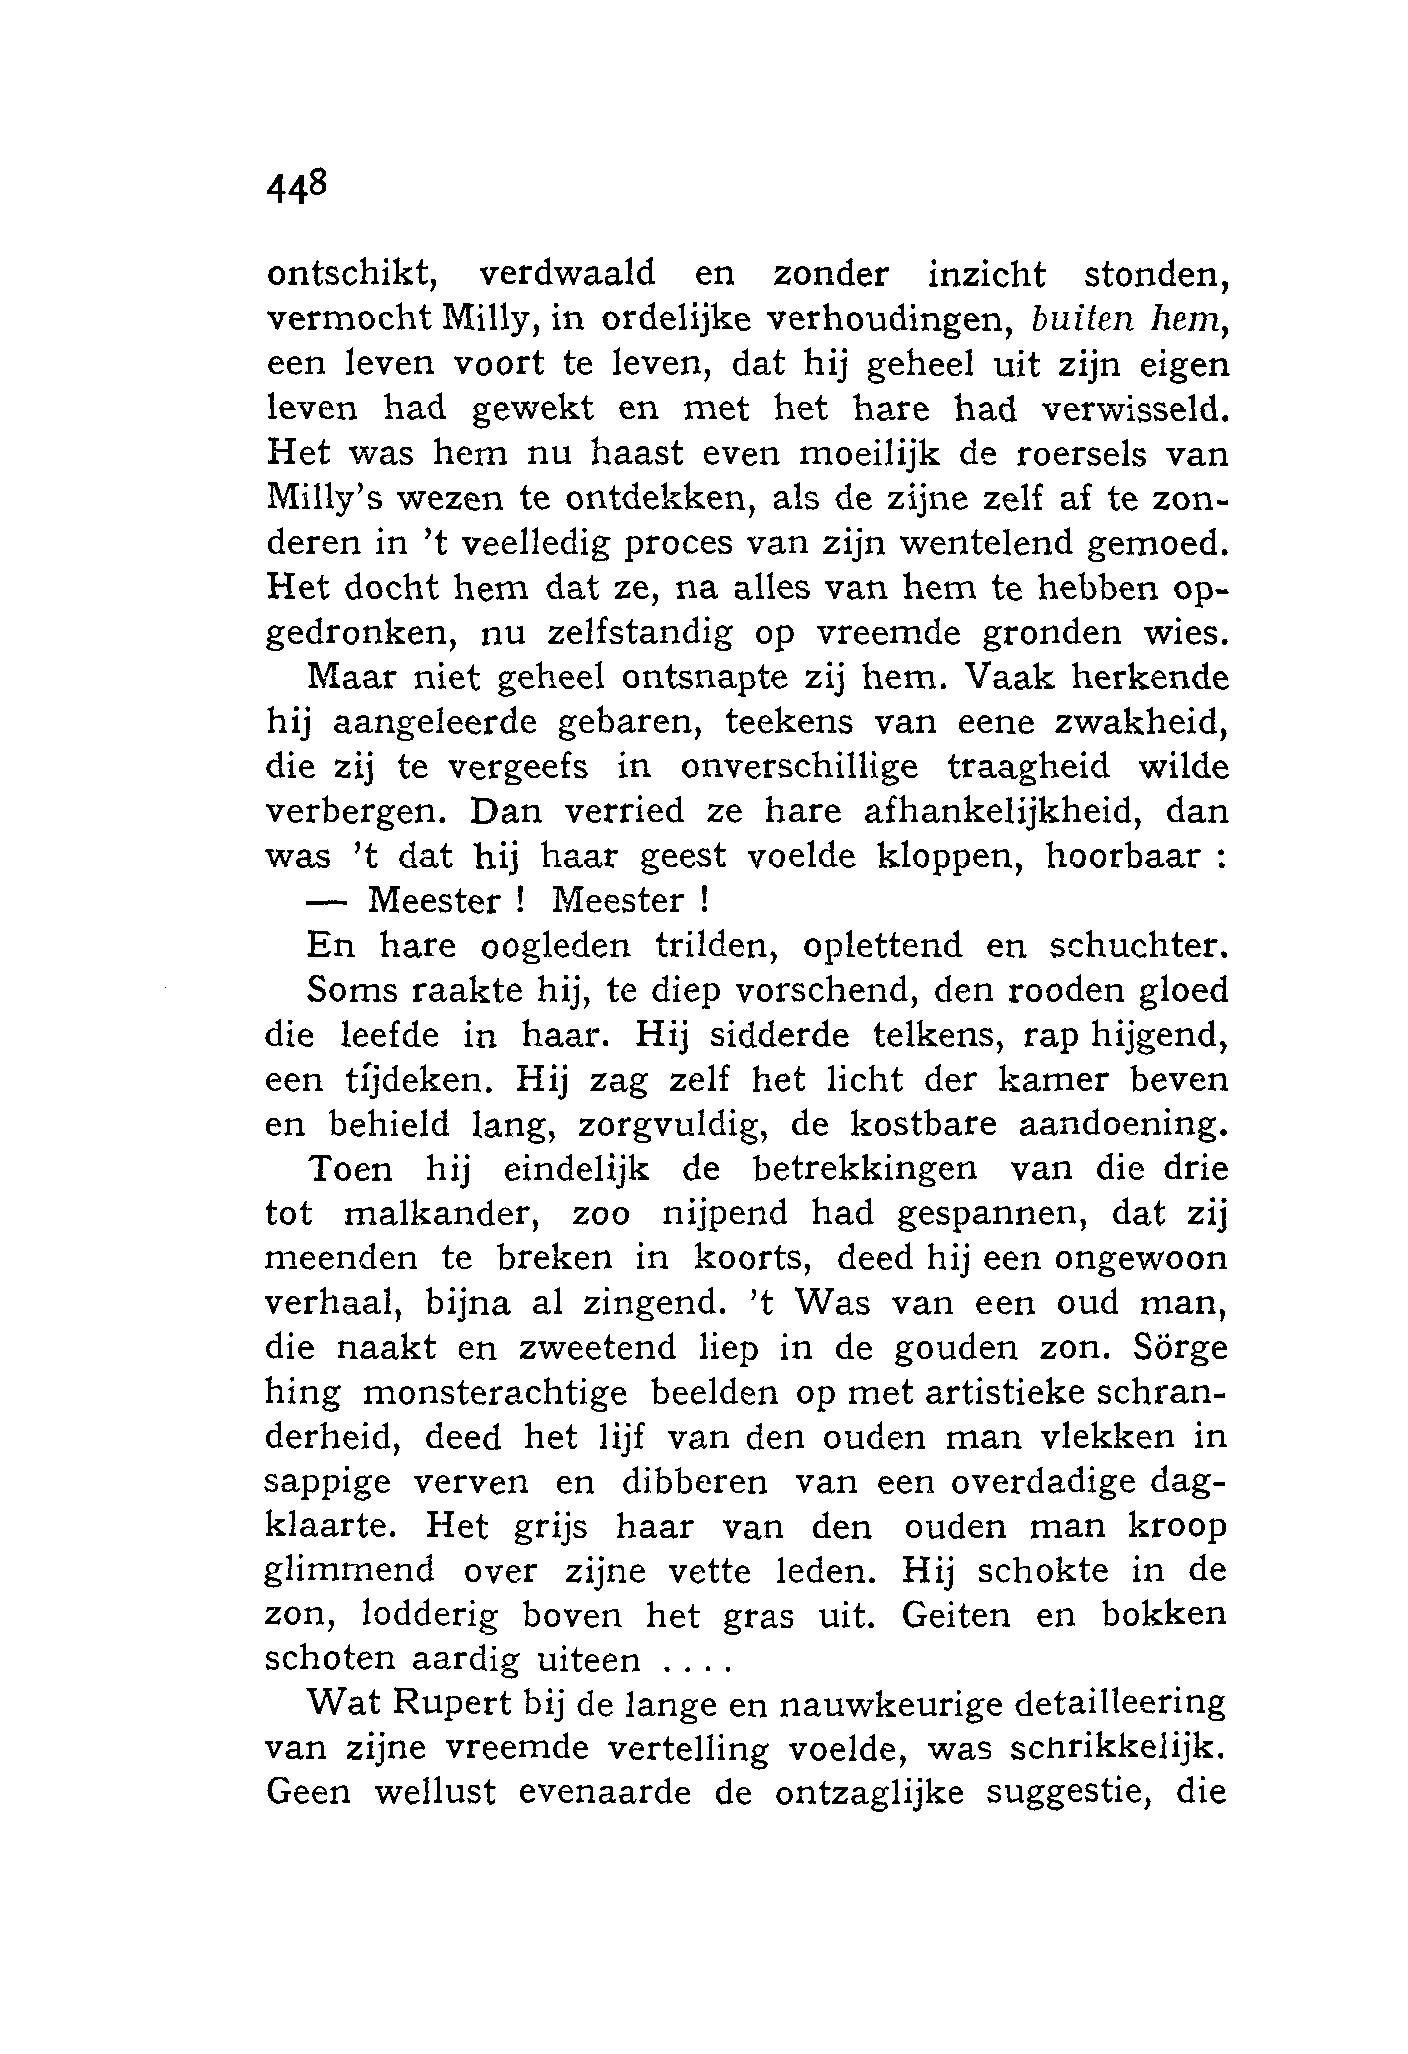 448
ontschikt, verdwaald en zonder inzicht stonden,
vermocht Milly, in ordelijke verhoudingen, buiten hem,
een leven voort te leven, dat hij geheel uit zijn eigen
leven had gewekt en met het hare had verwisseld.
Het was hem nu haast even moeilijk de roersels van
Milly's wezen te ontdekken, als de zijne zelf af te zon-
deren in 't veelledig proces van zijn wentelend gemoed.
Het docht hem dat ze, na alles van hem te hebben op-
gedronken, nu zelfstandig op vreemde gronden wies.
Maar niet geheel ontsnapte zij hem. Vaak herkende
hij aangeleerde gebaren, teekens van eene zwakheid,
die zij te vergeefs in onverschillige traagheid wilde
verbergen. Dan verried ze hare afhankelijkheid, dan
was 't dat hij haar geest voelde kloppen, hoorbaar :
— Meester ! Meester !
En hare oogleden trilden, oplettend en schuchter.
Soms raakte hij, te diep vorschend, den rooden gloed
die leefde in haar. Hij sidderde telkens, rap hijgend,
een tijdeken. Hij zag zelf het licht der kamer beven
en behield lang, zorgvuldig, de kostbare aandoening.
Toen hij eindelijk de betrekkingen van die drie
tot malkander, zoo nijpend had gespannen, dat zij
meenden te breken in koorts, deed hij een ongewoon
verhaal, bijna al zingend. 't Was van een oud man,
die naakt en zweetend liep in de gouden zon. Sörge
hing monsterachtige beelden op met artistieke schran-
derheid, deed het lijf van den ouden man vlekken in
sappige verven en dibberen van een overdadige dag-
klaarte. Het grijs haar van den ouden man kroop
glimmend over zijne vette leden. Hij schokte in de
zon, lodderig boven het gras uit. Geiten en bokken
schoten aardig uiteen ....
Wat Rupert bij de lange en nauwkeurige detailleering
van zijne vreemde vertelling voelde, was schrikkelijk.
Geen wellust evenaarde de ontzaglijke suggestie, die